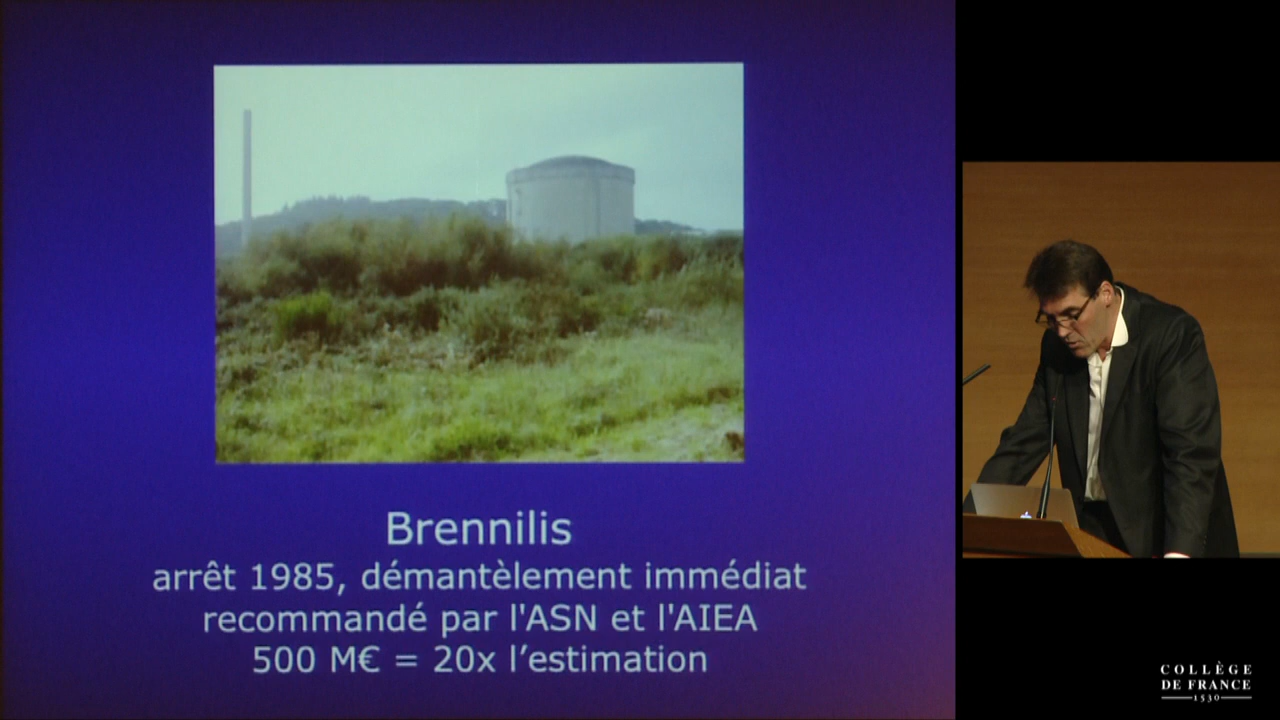 Brennilis
arrêt 1985, démantèlement immédiat
recommandé par l'ASN et l'AIEA
500 M€ = 20x l’estimation
COLLÈGE
DE FRANCE
1530